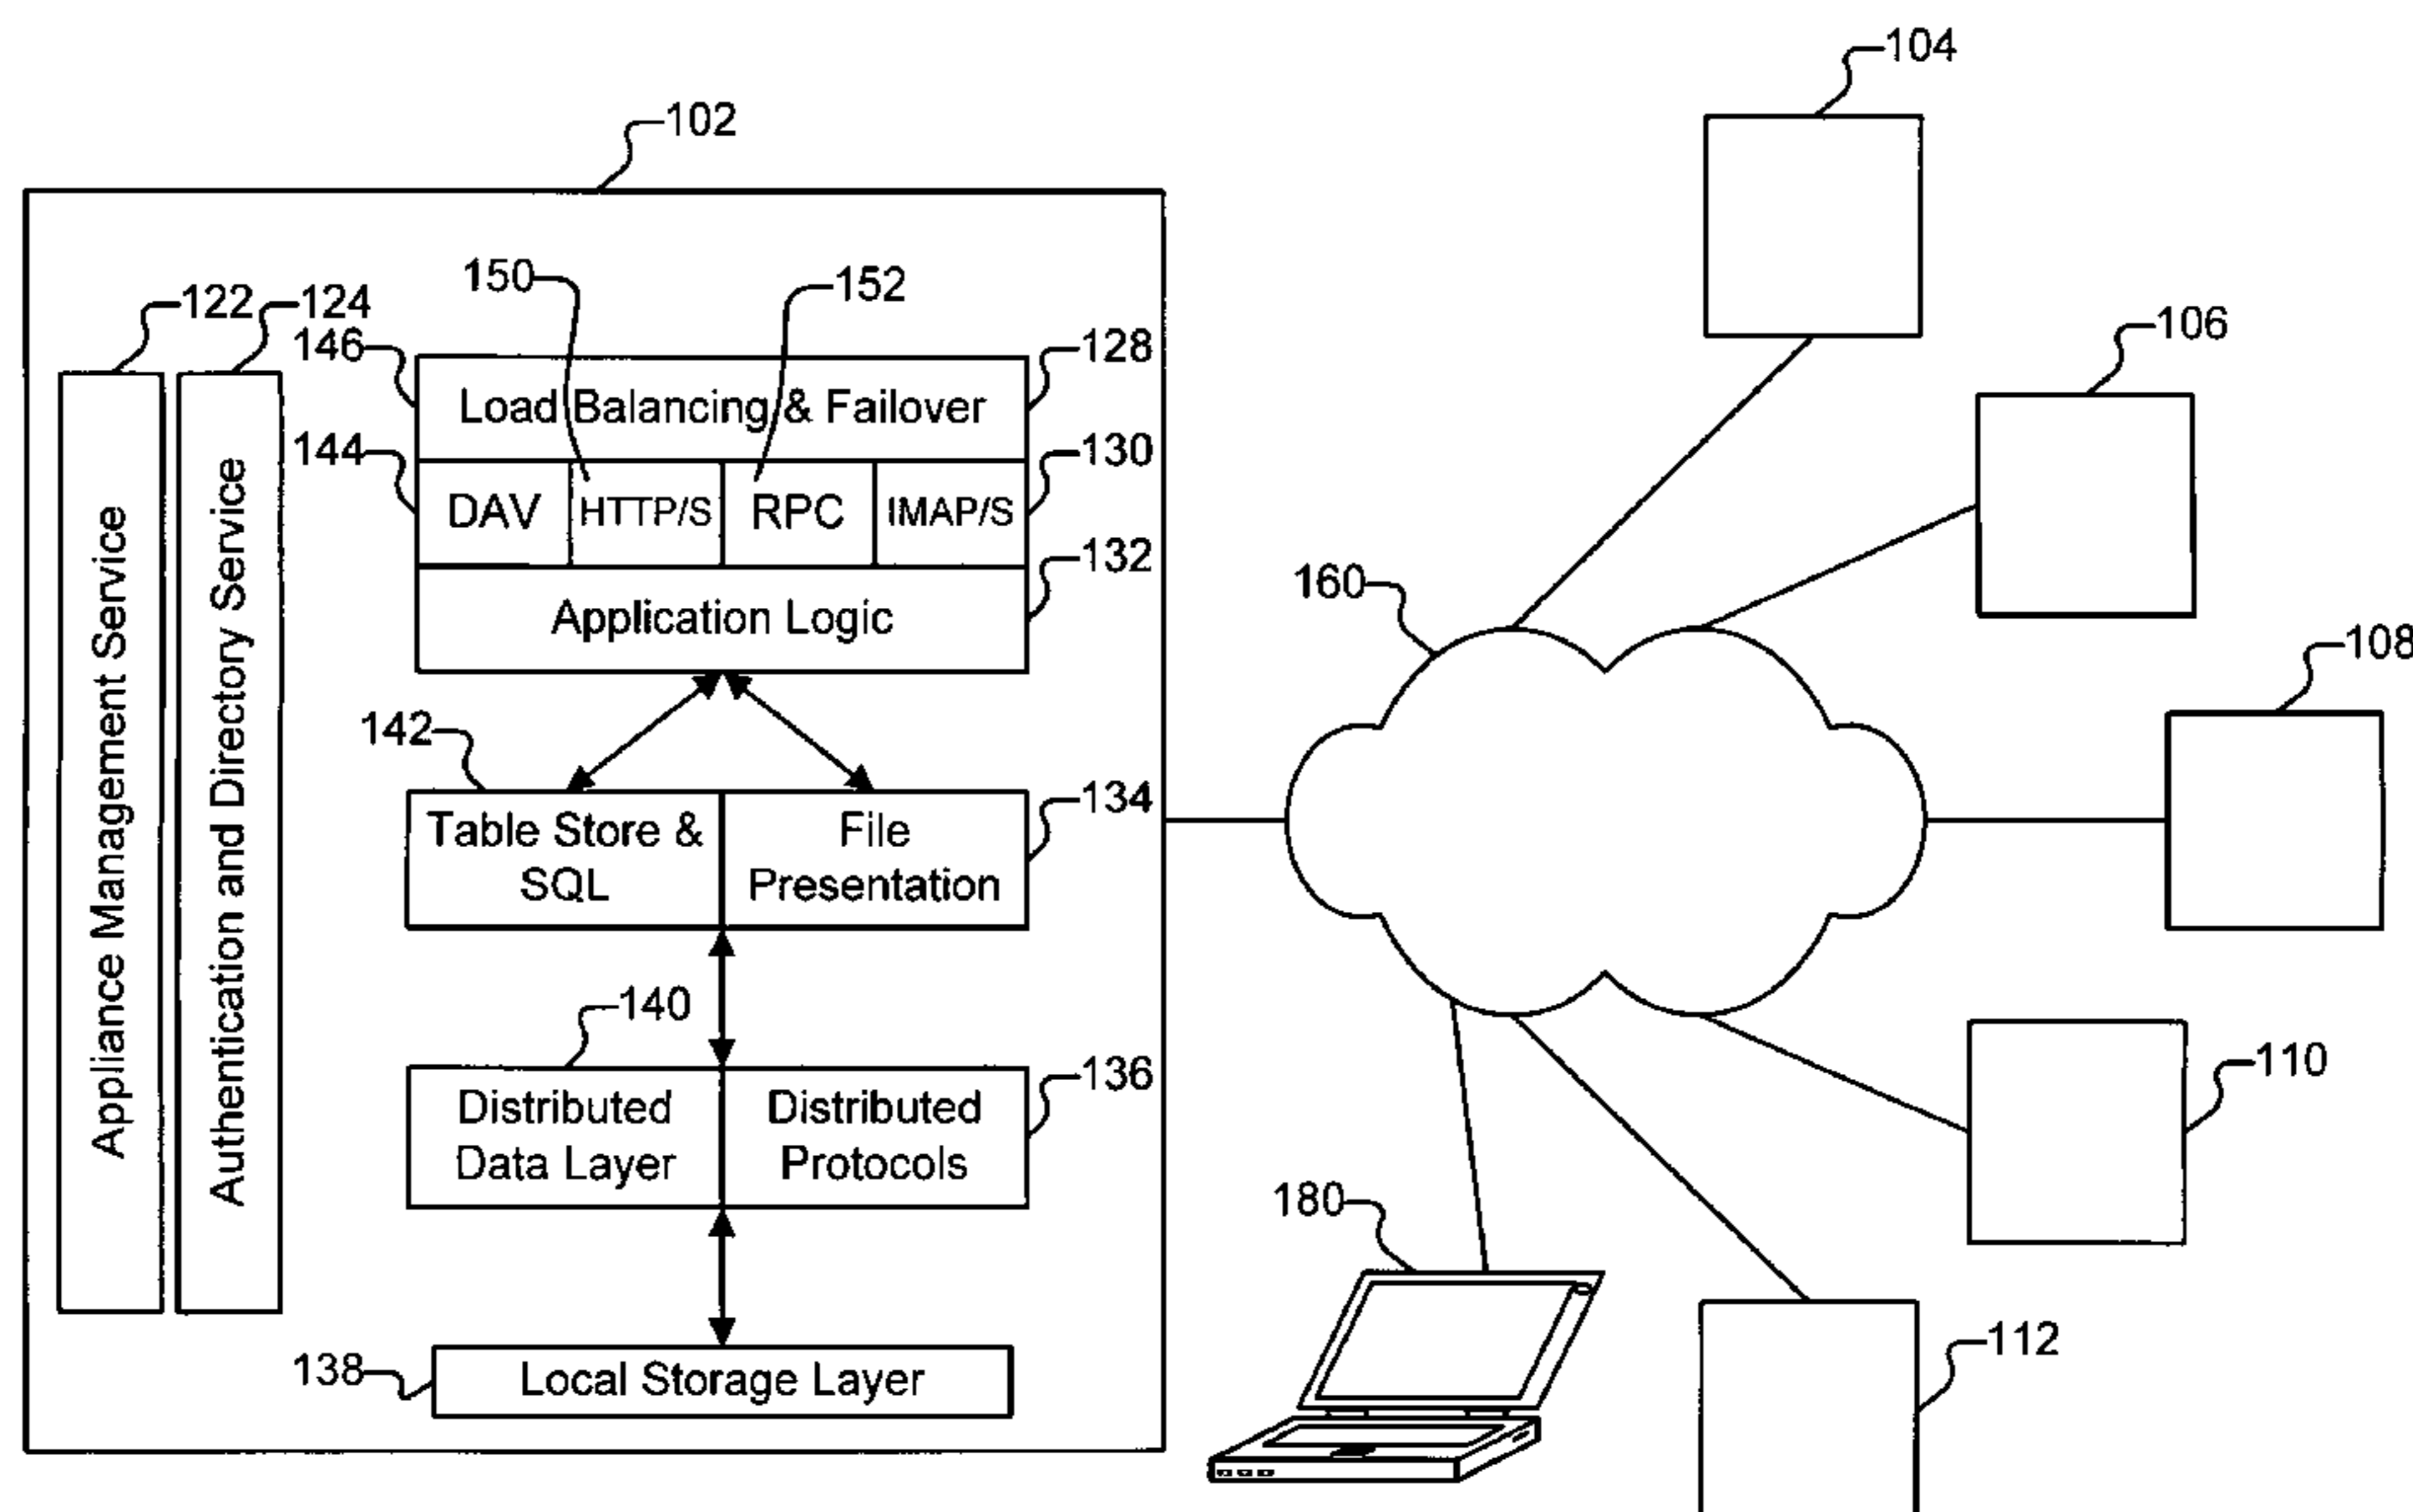 104
102
150
152
122
124
106
146
128
Load Balancing & Failover
144
130
DAV
HTTP/S
RPC
IMAP/S
132
160
Application Logic
108
Appliance Management Service
Authentication and Directory Service
142
134
Table Store &
SQL
File
Presentation
140
136
110
Distributed
Data Layer
Distributed
Protocols
180
138
Local Storage Layer
112